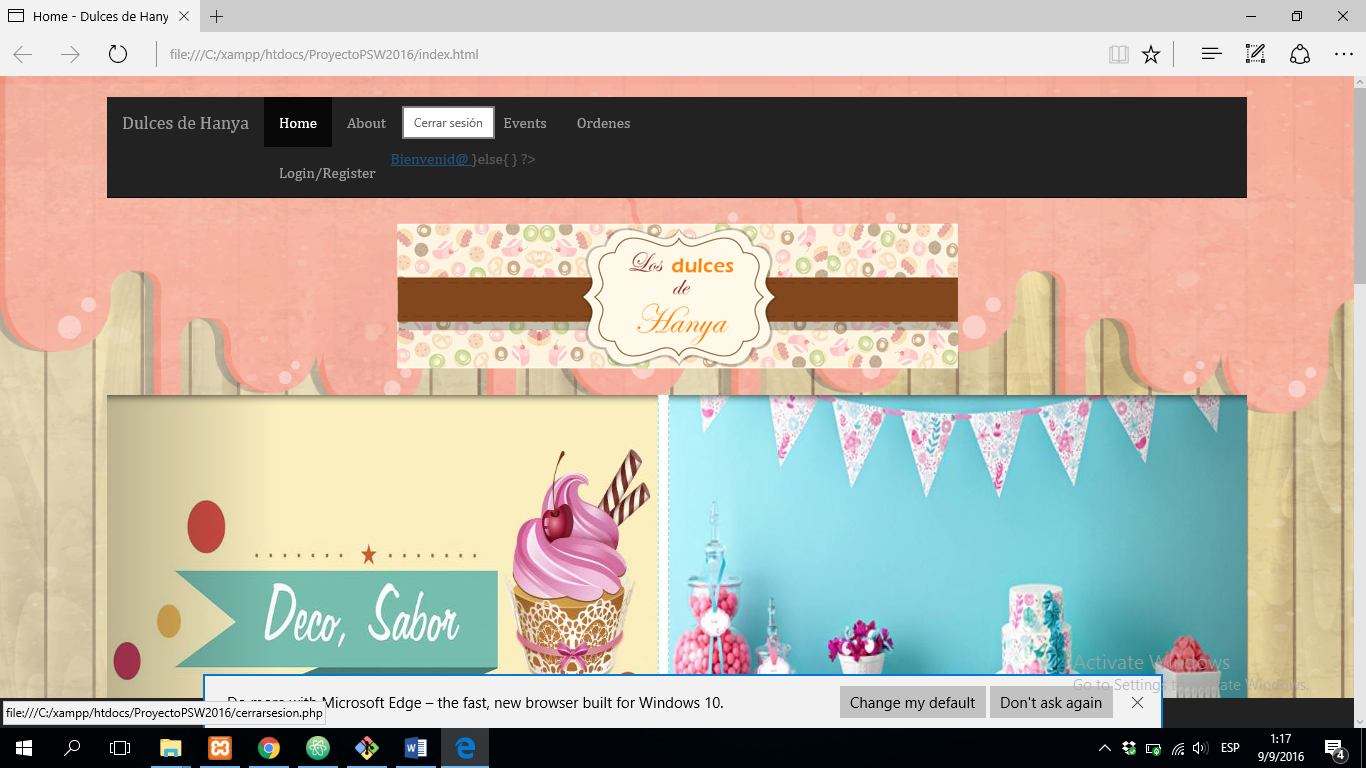 Home - Dulces de Hany
file:///C:/xampp/htdocs/ProyectoPSW2016/index.html
Dulces de Hanya Home About Cerrar sesión Events Ordenes
Bienvenid@ }else{ } ?>
Login/Register
Los dulces
de
Hanya
Deco, Sabor
Activate Windows
Go to Settings to activate Windows.
Do more with Microsoft Edge – the fast, new browser built for Windows 10. Change my default Don't ask again
file:///C:/xampp/htdocs/ProyectoPSW2016/cerrarsesion.php
ESP
1:17
9/9/2016
4